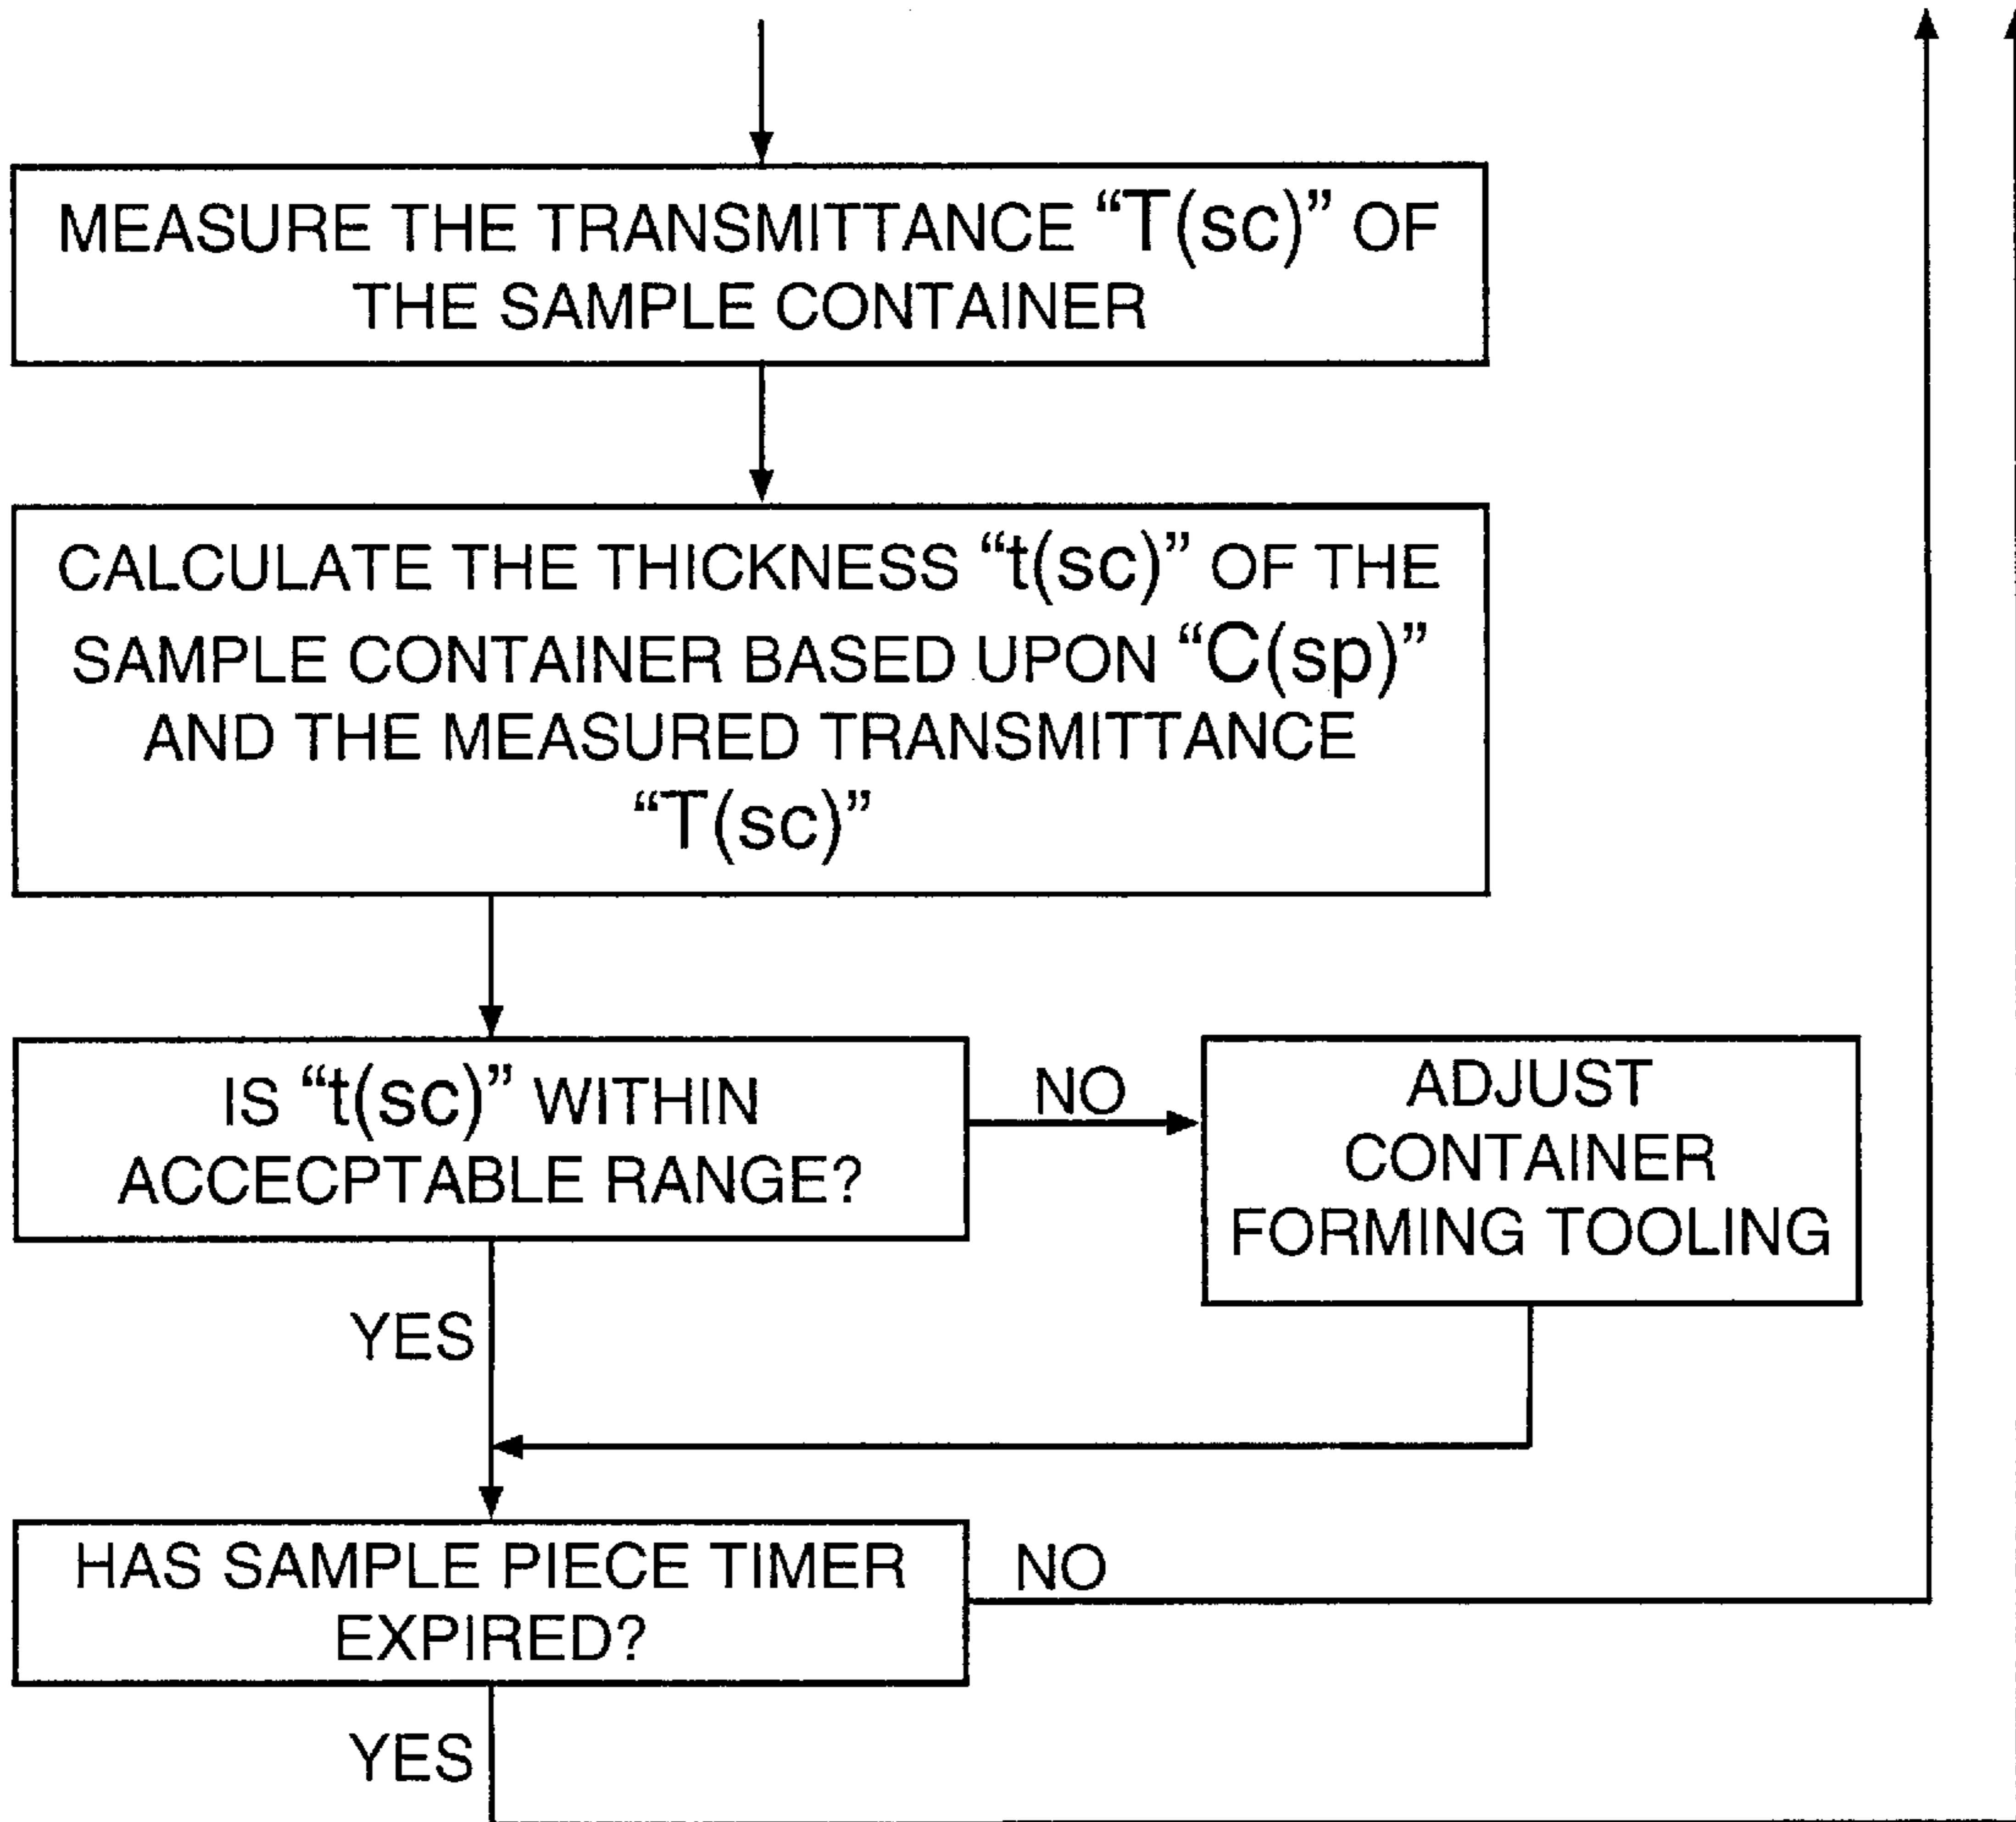 MEASURE THE TRANSMITTANCE “T(sc)” OF
THE SAMPLE CONTAINER
CALCULATE THE THICKNESS “t(sc)” OF THE
SAMPLE CONTAINER BASED UPON “C(sp)”
AND THE MEASURED TRANSMITTANCE
“T(sc)”
IS “t(sc)” WITHIN
ACCECPTABLE RANGE?
NO
ADJUST
CONTAINER
FORMING TOOLING
YES
HAS SAMPLE PIECE TIMER
EXPIRED?
NO
YES